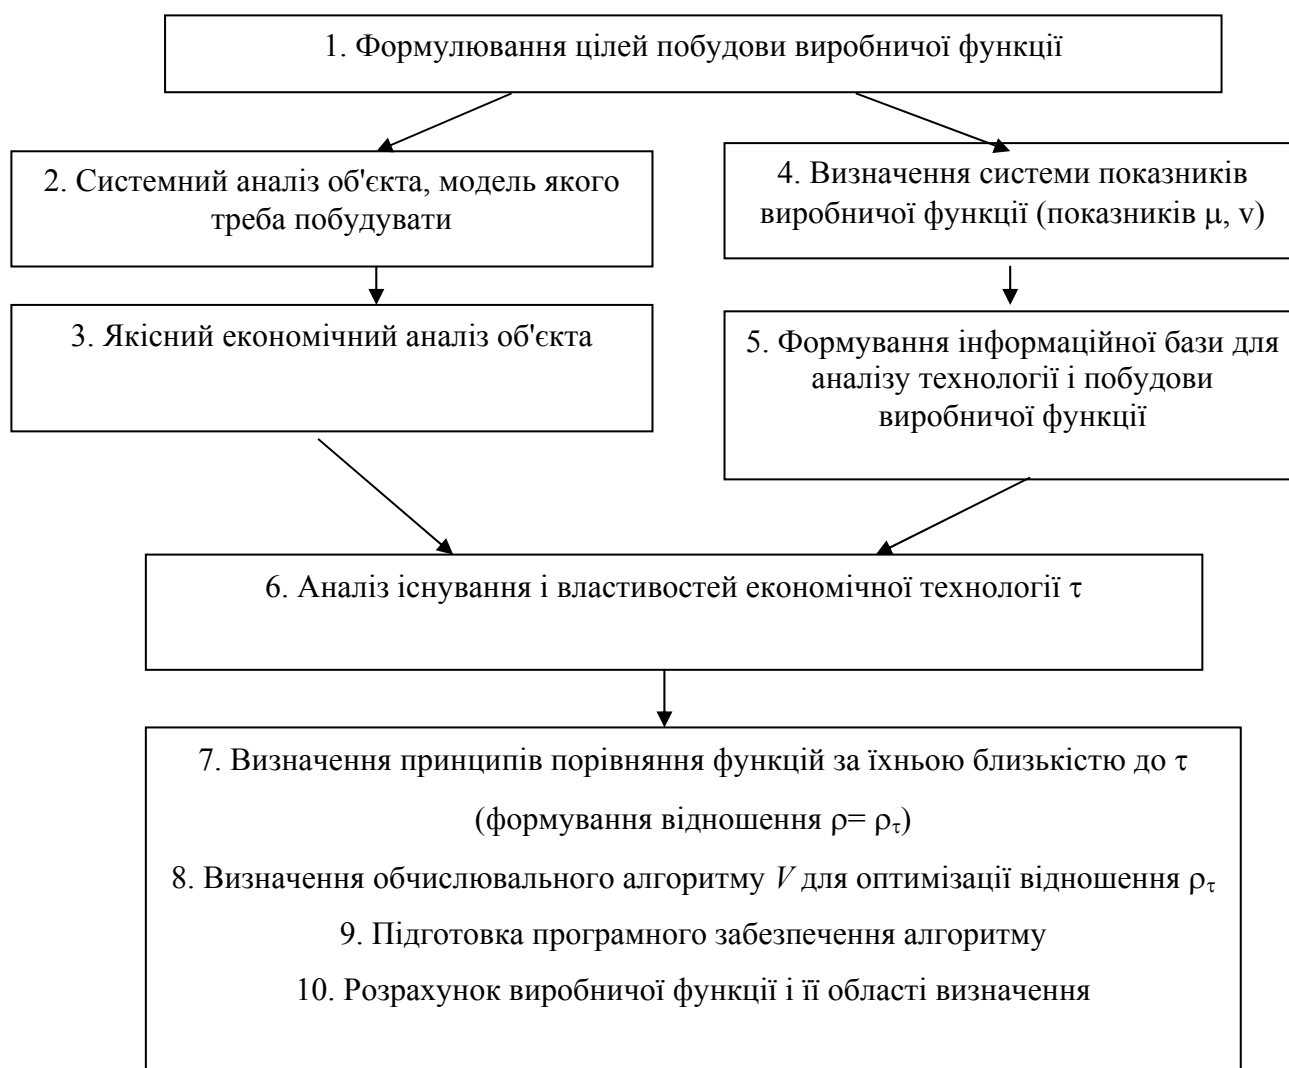 1. Формулювання цілей побудови виробничої функції
2. Системний аналіз об'єкта, модель якого
треба побудувати
4. Визначення системи показників
виробничої функції (показників μ, ν)
3. Якісний економічний аналіз об'єкта
5. Формування інформаційної бази для
аналізу технології і побудови
виробничої функції
6. Аналіз існування і властивостей економічної технології τ
7. Визначення принципів порівняння функцій за їхньою близькістю до τ
(формування відношення ρ= ρτ)
8. Визначення обчислювального алгоритму V для оптимізації відношення ρτ
9. Підготовка програмного забезпечення алгоритму
10. Розрахунок виробничої функції і її області визначення